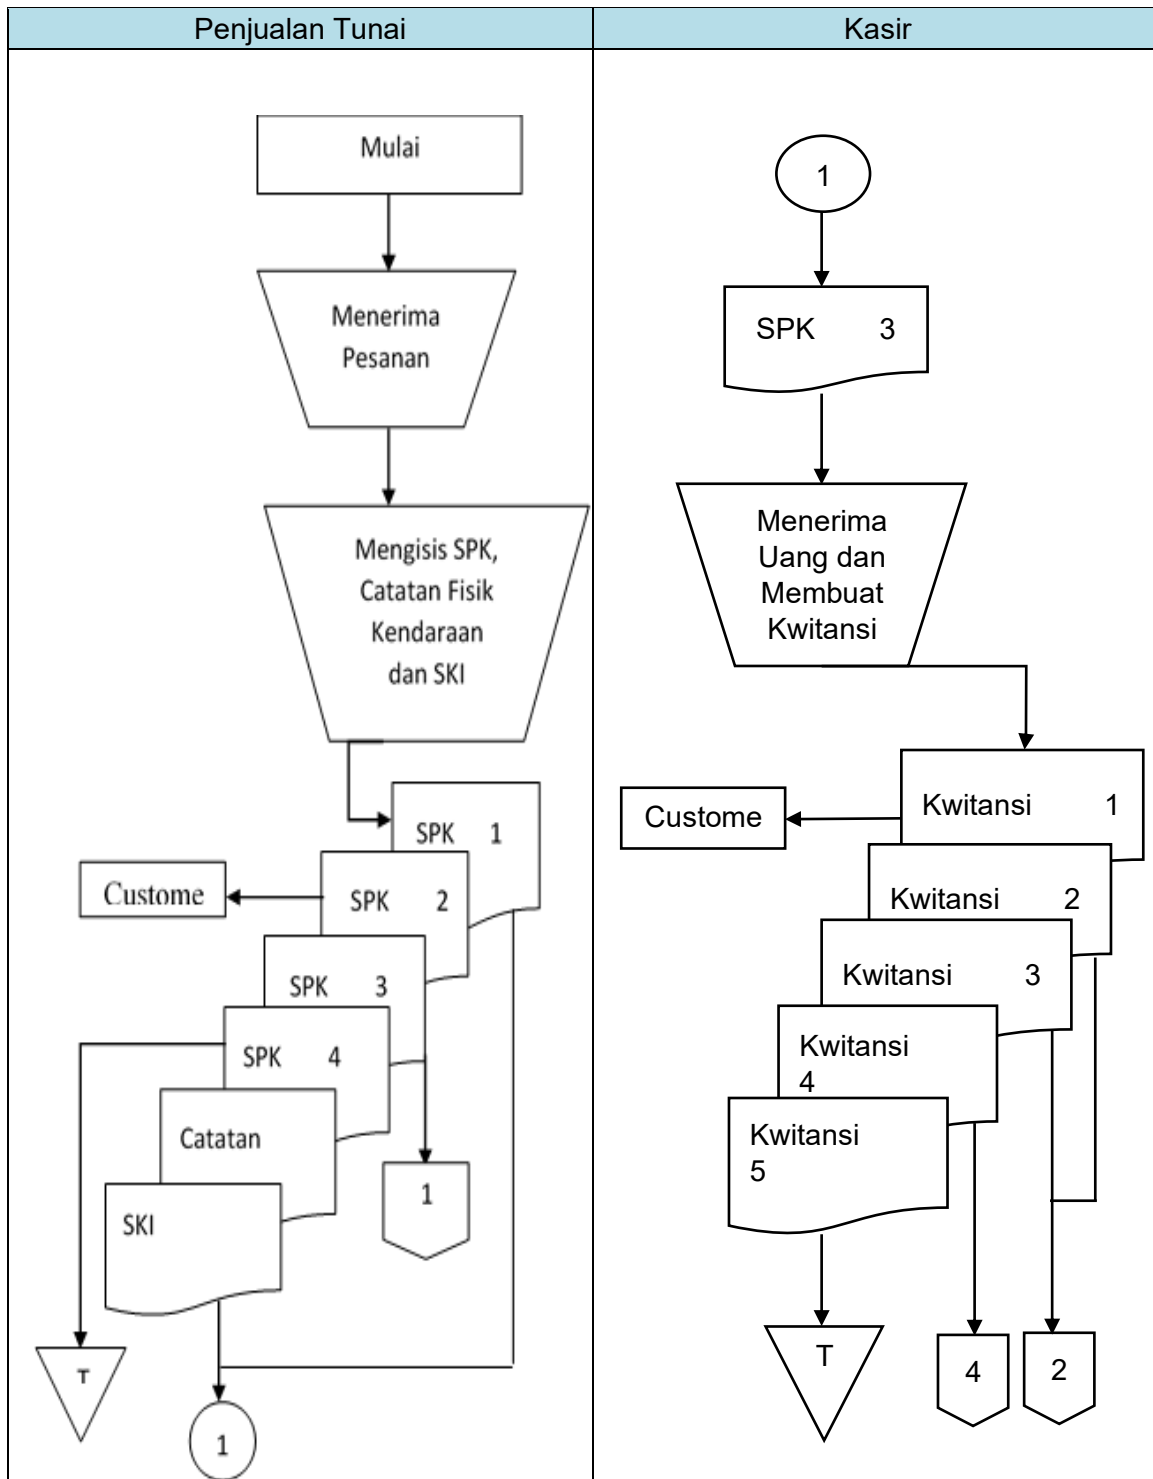 Penjualan Tunai
Kasir
Mulai
Menerima
Pesanan
Mengisis SPK,
Catatan Fisik
Kendaraan
dan SKI
SPK 1
Custome
SPK 2
SPK 3
SPK 4
Catatan
SKI
1
T
1
1
SPK 3
Menerima
Uang dan
Membuat
Kwitansi
Custome
Kwitansi 1
Kwitansi 2
Kwitansi 3
Kwitansi
4
Kwitansi
5
T
4
2